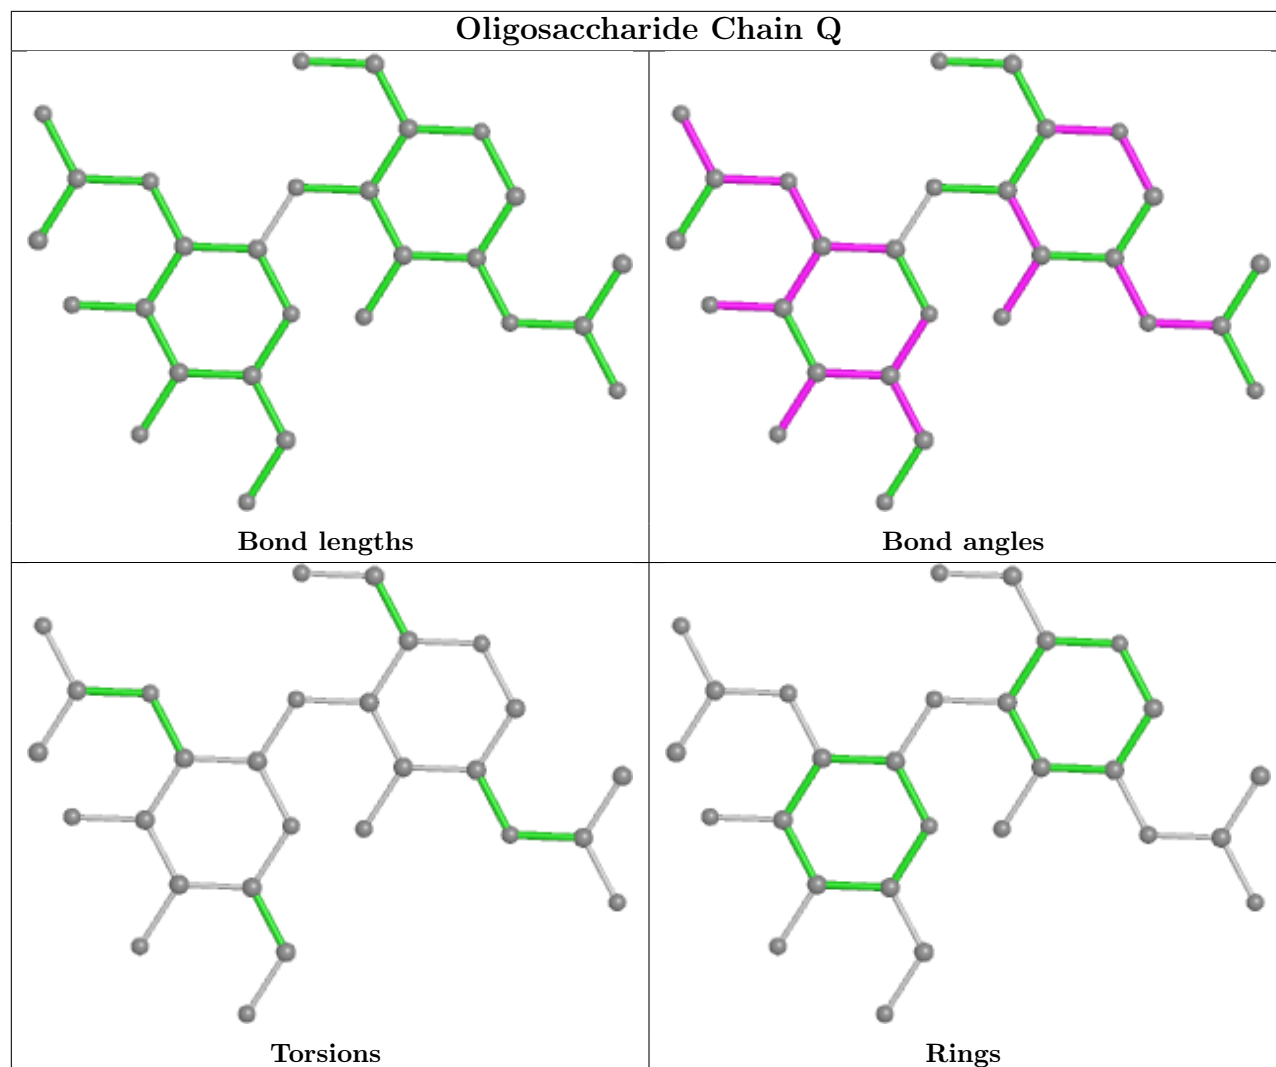 Oligosaccharide Chain Q
Bond lengths
Bond angles
Torsions
Rings